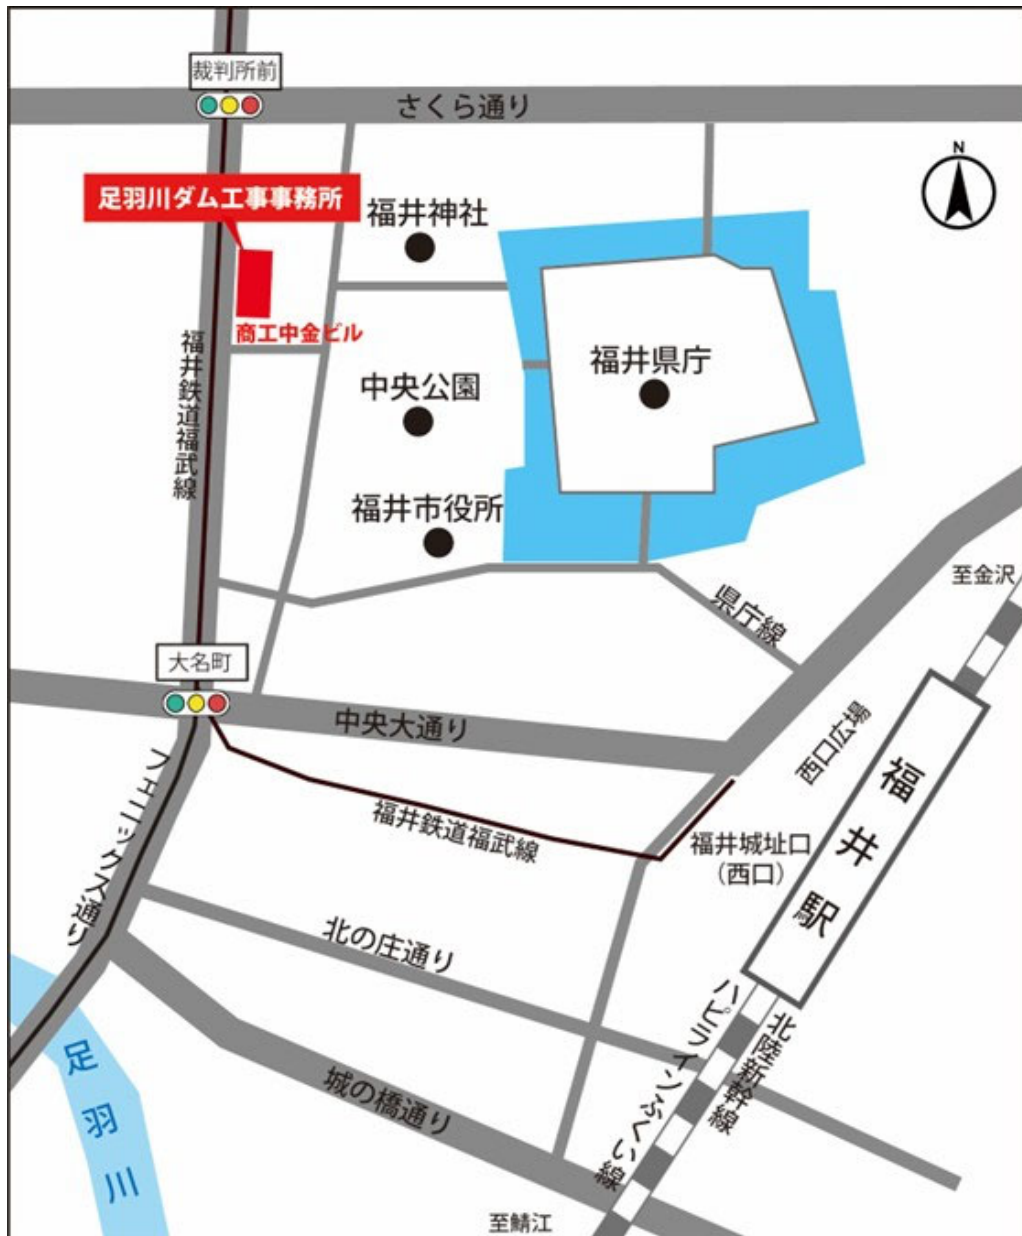 裁判所前
さくら通り
N
足羽川ダム工事事務所
福井神社
商工中金ビル
福井鉄道福武線
中央公園
福井県庁
福井市役所
至金沢
県庁線
大名町
中央大通り
西口広場
福井駅
フェニックス通り
福井鉄道福武線
福井城址口
(西口)
北の庄通り
ハピラインふくい線
北陸新幹線
足羽川
城の橋通り
至鯖江